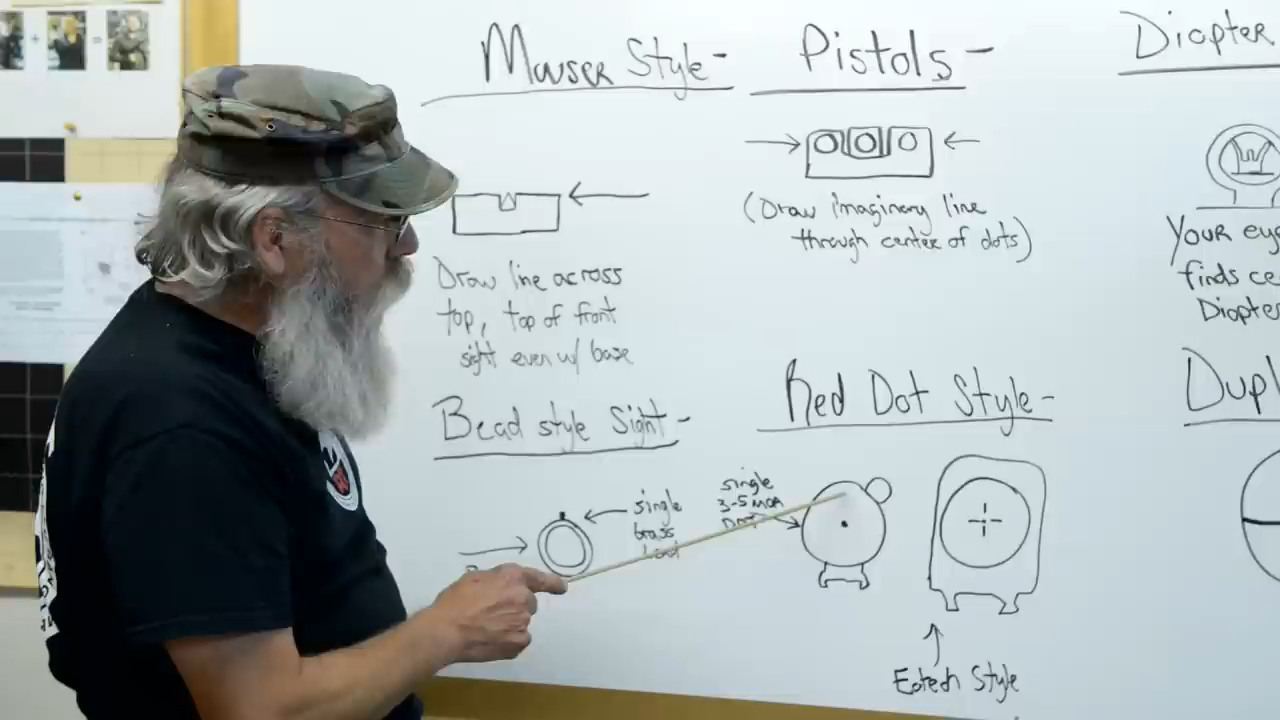 Mauser Style -
Draw line across
top, top of front
sight even w/ base
Pistols -
(Draw imaginary line
through center of dots)
Diopter
Your eye
finds ce
Diopte
Bead style Sight -
single
brass
Red Dot Style -
single
3-5 MOA
Eotech Style
Dupl